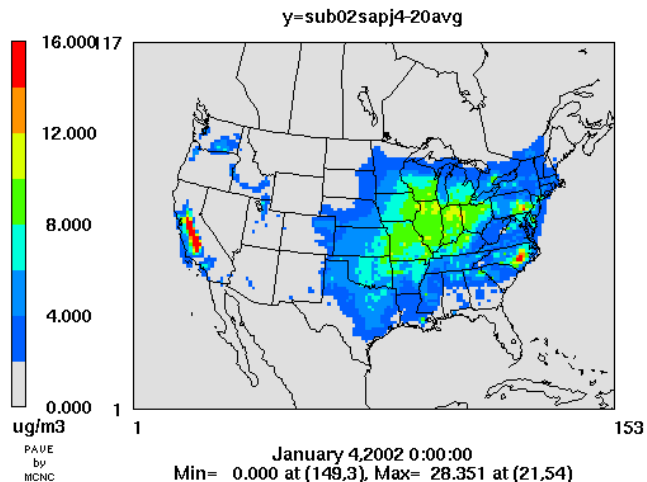 y=sub02sapj4-20avg
16.000
117
12.000
8.000
4.000
0.000
1
ug/m3
1
153
PAVE
by
MCNC
January 4,2002 0:00:00
Min= 0.000 at (149,3), Max= 28.351 at (21,54)